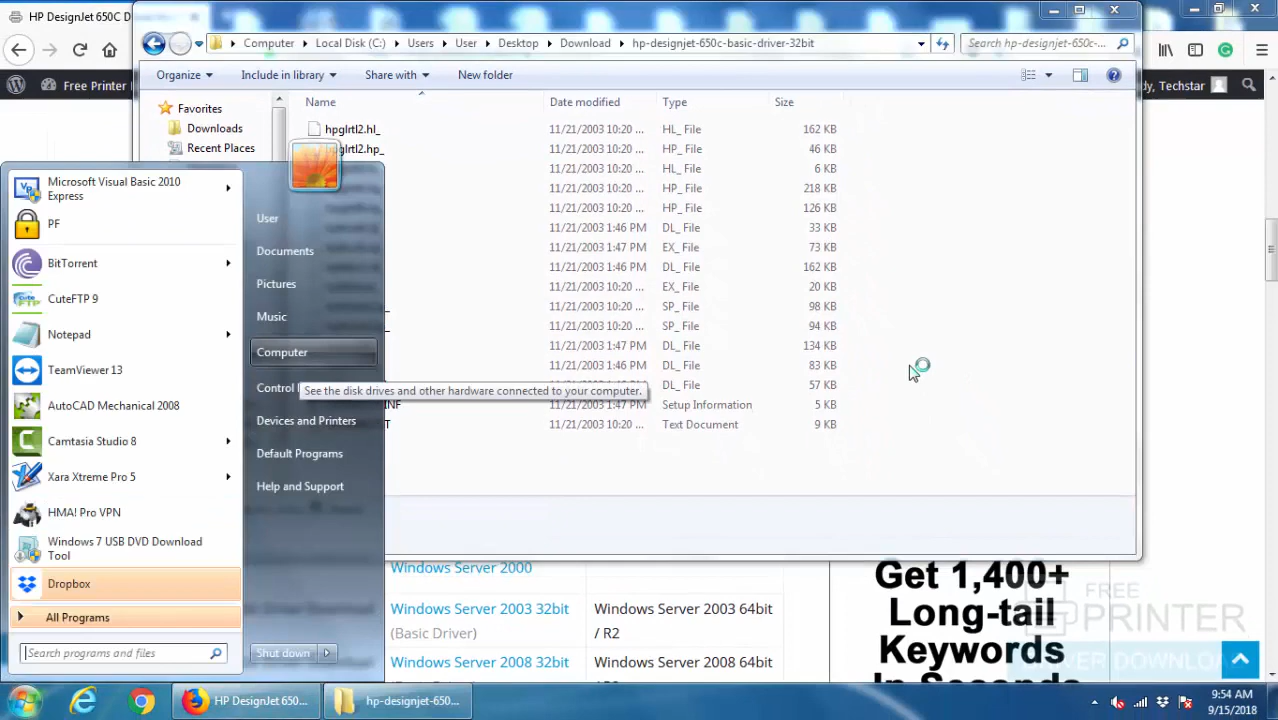 HP DesignJet 650C D
Computer
Local Disk (C:)
Users
User
Desktop
Download
hp-designjet-650c-basic-driver-32bit
Search hp-designjet-650c-...
Free Printer
dy, Techstar
Organize
Include in library
Share with
New folder
Favorites
Downloads
Recent Places
Name
Date modified
Type
Size
hpglrtl2.hl_
11/21/2003 10:20 ...
HL_ File
162 KB
hpglrtl2.hp_
11/21/2003 10:20 ...
HP_ File
46 KB
11/21/2003 10:20 ...
HL_ File
6 KB
11/21/2003 10:20 ...
HP_ File
218 KB
11/21/2003 10:20 ...
HP_ File
126 KB
11/21/2003 1:46 PM
DL_ File
33 KB
11/21/2003 1:47 PM
EX_ File
73 KB
11/21/2003 1:46 PM
DL_ File
162 KB
11/21/2003 10:20 ...
EX_ File
20 KB
11/21/2003 10:20 ...
SP_ File
98 KB
11/21/2003 10:20 ...
SP_ File
94 KB
11/21/2003 1:47 PM
DL_ File
134 KB
11/21/2003 1:46 PM
DL_ File
83 KB
DL_ File
57 KB
INF
11/21/2003 1:47 PM
Setup Information
5 KB
T
11/21/2003 10:20 ...
Text Document
9 KB
Microsoft Visual Basic 2010
Express
PF
BitTorrent
CuteFTP 9
Notepad
TeamViewer 13
AutoCAD Mechanical 2008
Camtasia Studio 8
Xara Xtreme Pro 5
HMA! Pro VPN
Windows 7 USB DVD Download
Tool
Dropbox
All Programs
Search programs and files
User
Documents
Pictures
Music
Computer
Control
See the disk drives and other hardware connected to your computer.
Devices and Printers
Default Programs
Help and Support
Shut down
Windows Server 2000
Windows Server 2003 32bit
(Basic Driver)
Windows Server 2003 64bit
/ R2
Windows Server 2008 32bit
Windows Server 2008 64bit
Get 1,400+
Long-tail
Keywords
In Seconds
FREE
PRINTER
DRIVER DOWNLOAD
HP DesignJet 650...
hp-designjet-650...
9:54 AM
9/15/2018